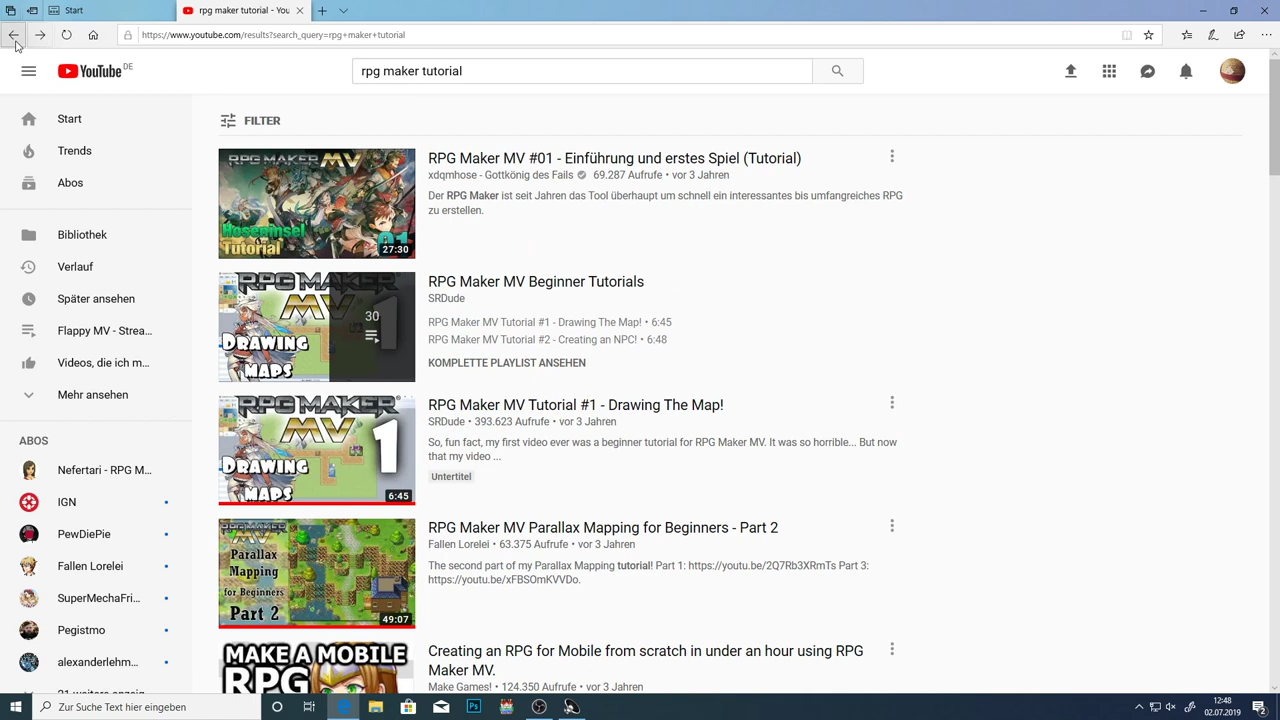 Start
rpg maker tutorial - You
https://www.youtube.com/results?search_query=rpg+maker+tutorial
YouTube DE
rpg maker tutorial
Start
Trends
Abos
Bibliothek
Verlauf
Später ansehen
Flappy MV - Strea...
Videos, die ich m...
Mehr ansehen
ABOS
Nefertari - RPG M...
IGN
PewDiePie
Fallen Lorelei
SuperMechaFri...
Pegistmo
alexanderlehm...
21 weitere anzeig
FILTER
RPG MAKER MV
Hosepinsel
Tutorial
01
27:30
RPG Maker MV #01 - Einführung und erstes Spiel (Tutorial)
xdqmhose - Gottkönig des Fails 69.287 Aufrufe • vor 3 Jahren
Der RPG Maker ist seit Jahren das Tool überhaupt um schnell ein interessantes bis umfangreiches RPG
zu erstellen.
RPG MAKER
MV
1
DRAWING
MAPS
30
RPG Maker MV Beginner Tutorials
SRDude
RPG Maker MV Tutorial #1 - Drawing The Map! • 6:45
RPG Maker MV Tutorial #2 - Creating an NPC! • 6:48
KOMPLETTE PLAYLIST ANSEHEN
RPG MAKER
MV
1
DRAWING
MAPS
6:45
RPG Maker MV Tutorial #1 - Drawing The Map!
SRDude • 393.623 Aufrufe • vor 3 Jahren
So, fun fact, my first video ever was a beginner tutorial for RPG Maker MV. It was so horrible... But now
that my video ...
Untertitel
RPG MAKER MV
Parallax
Mapping
for Beginners
Part 2
49:07
RPG Maker MV Parallax Mapping for Beginners - Part 2
Fallen Lorelei • 63.375 Aufrufe • vor 3 Jahren
The second part of my Parallax Mapping tutorial! Part 1: https://youtu.be/2Q7Rb3XRmTs Part 3:
https://youtu.be/xFBSOmKVVDo.
MAKE A MOBILE
RPG
Creating an RPG for Mobile from scratch in under an hour using RPG
Maker MV.
Make Games! • 124.350 Aufrufe • vor 3 Jahren
Zur Suche Text hier eingeben
Ps
12:48
02.07.2019
2